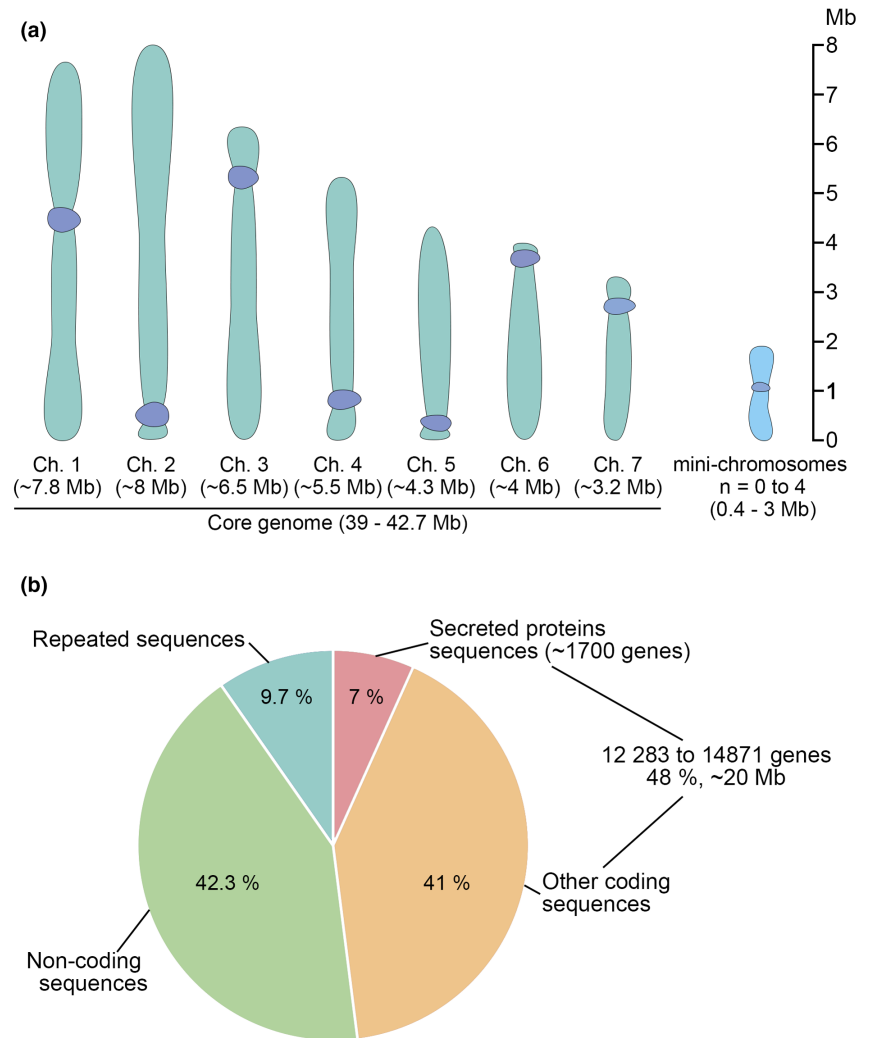 (a)
Mb
8
7
6
5
4
3
2
1
0
Ch. 1
(~7.8 Mb)
Ch. 2
(~8 Mb)
Ch. 3
(~6.5 Mb)
Ch. 4
(~5.5 Mb)
Ch. 5
(~4.3 Mb)
Ch. 6
(~4 Mb)
Ch. 7
(~3.2 Mb)
mini-chromosomes
n = 0 to 4
(0.4 - 3 Mb)
Core genome (39 - 42.7 Mb)
(b)
Repeated sequences
Secreted proteins
sequences (~1700 genes)
9.7 %
7 %
12 283 to 14871 genes
48 %, ~20 Mb
42.3 %
41 %
Other coding
sequences
Non-coding
sequences